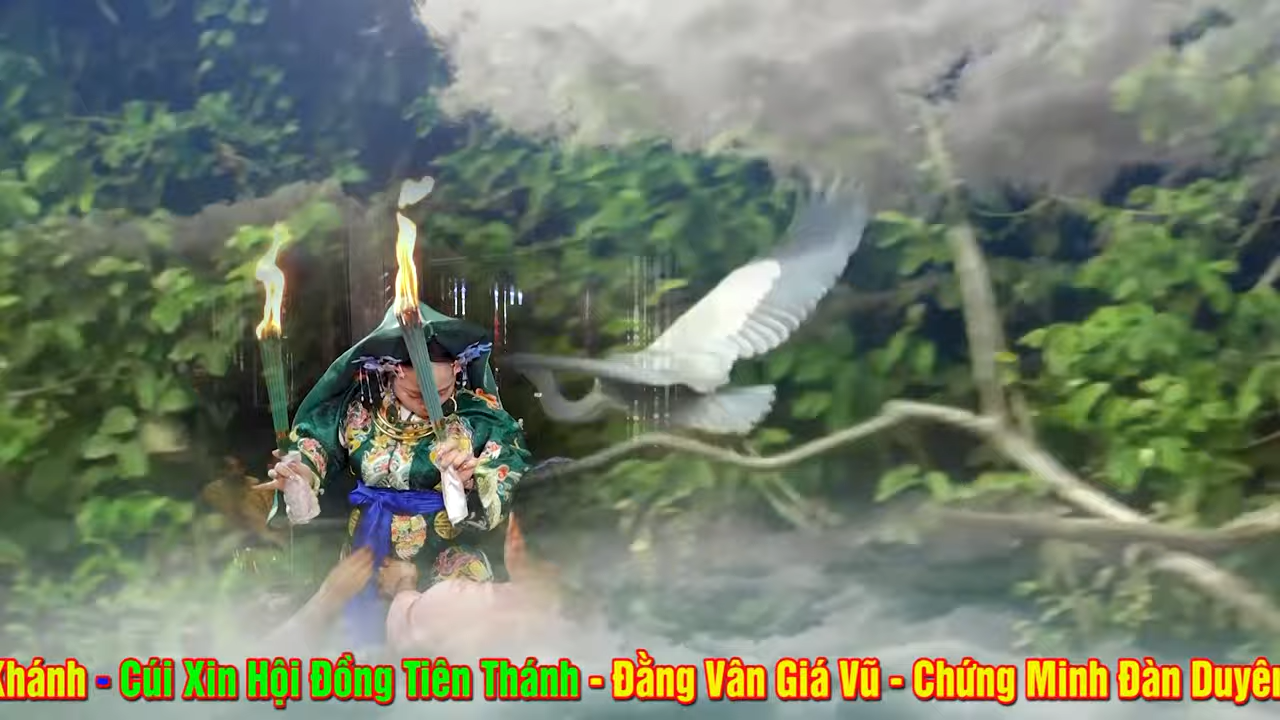 Khánh - Cúi Xin Hội Đồng Tiên Thánh - Đằng Vân Giá Vũ - Chứng Minh Đàn Duyên